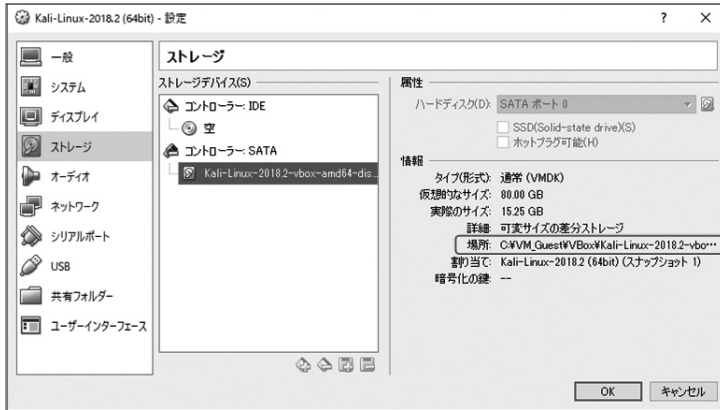 Kali-Linux-2018.2 (64bit) - 設定
? ×
一般
システム
ディスプレイ
ストレージ
オーディオ
ネットワーク
シリアルポート
USB
共有フォルダー
ユーザーインターフェース
ストレージ
ストレージデバイス(S)
コントローラー: IDE
空
コントローラー: SATA
Kali-Linux-2018.2-vbox-amd64-dis...
属性
ハードディスク(D): SATA ポート 0
SSD(Solid-state drive)(S)
ホットプラグ可能(H)
情報
タイプ(形式): 通常 (VMDK)
仮想的なサイズ: 80.00 GB
実際のサイズ: 15.25 GB
詳細: 可変サイズの差分ストレージ
場所: C:¥VM_Guest¥VBox¥Kali-Linux-2018.2-vbo…
割り当て: Kali-Linux-2018.2 (64bit) (スナップショット 1)
暗号化の鍵: --
OK キャンセル